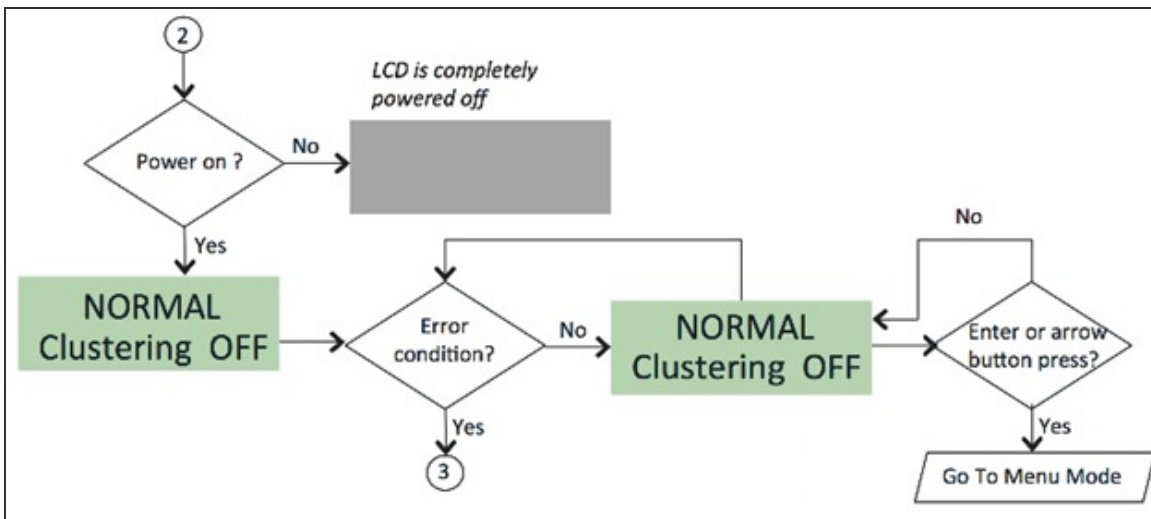 2
LCD is completely
powered off
Power on ?
No
Yes
NORMAL
Clustering OFF
Error
condition?
No
Yes
3
NORMAL
Clustering OFF
No
Enter or arrow
button press?
Yes
Go To Menu Mode